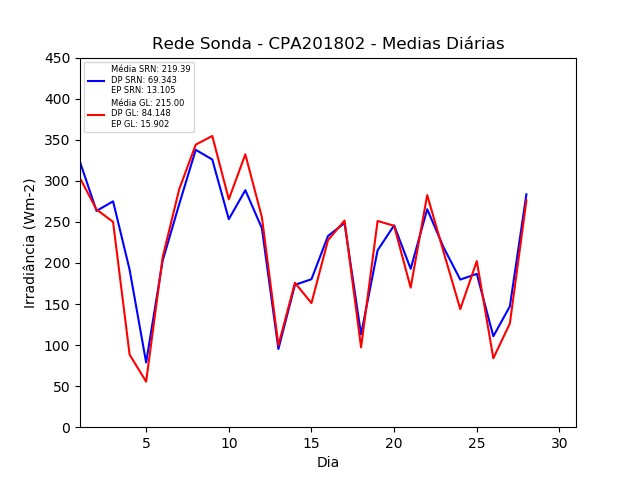 Rede Sonda - CPA201802 - Medias Diárias
Média SRN: 219.39
DP SRN: 69.343
EP SRN: 13.105
Média GL: 215.00
DP GL: 84.148
EP GL: 15.902
Irradiância (Wm-2)
450
400
350
300
250
200
150
100
50
0
5
10
15
20
25
30
Dia